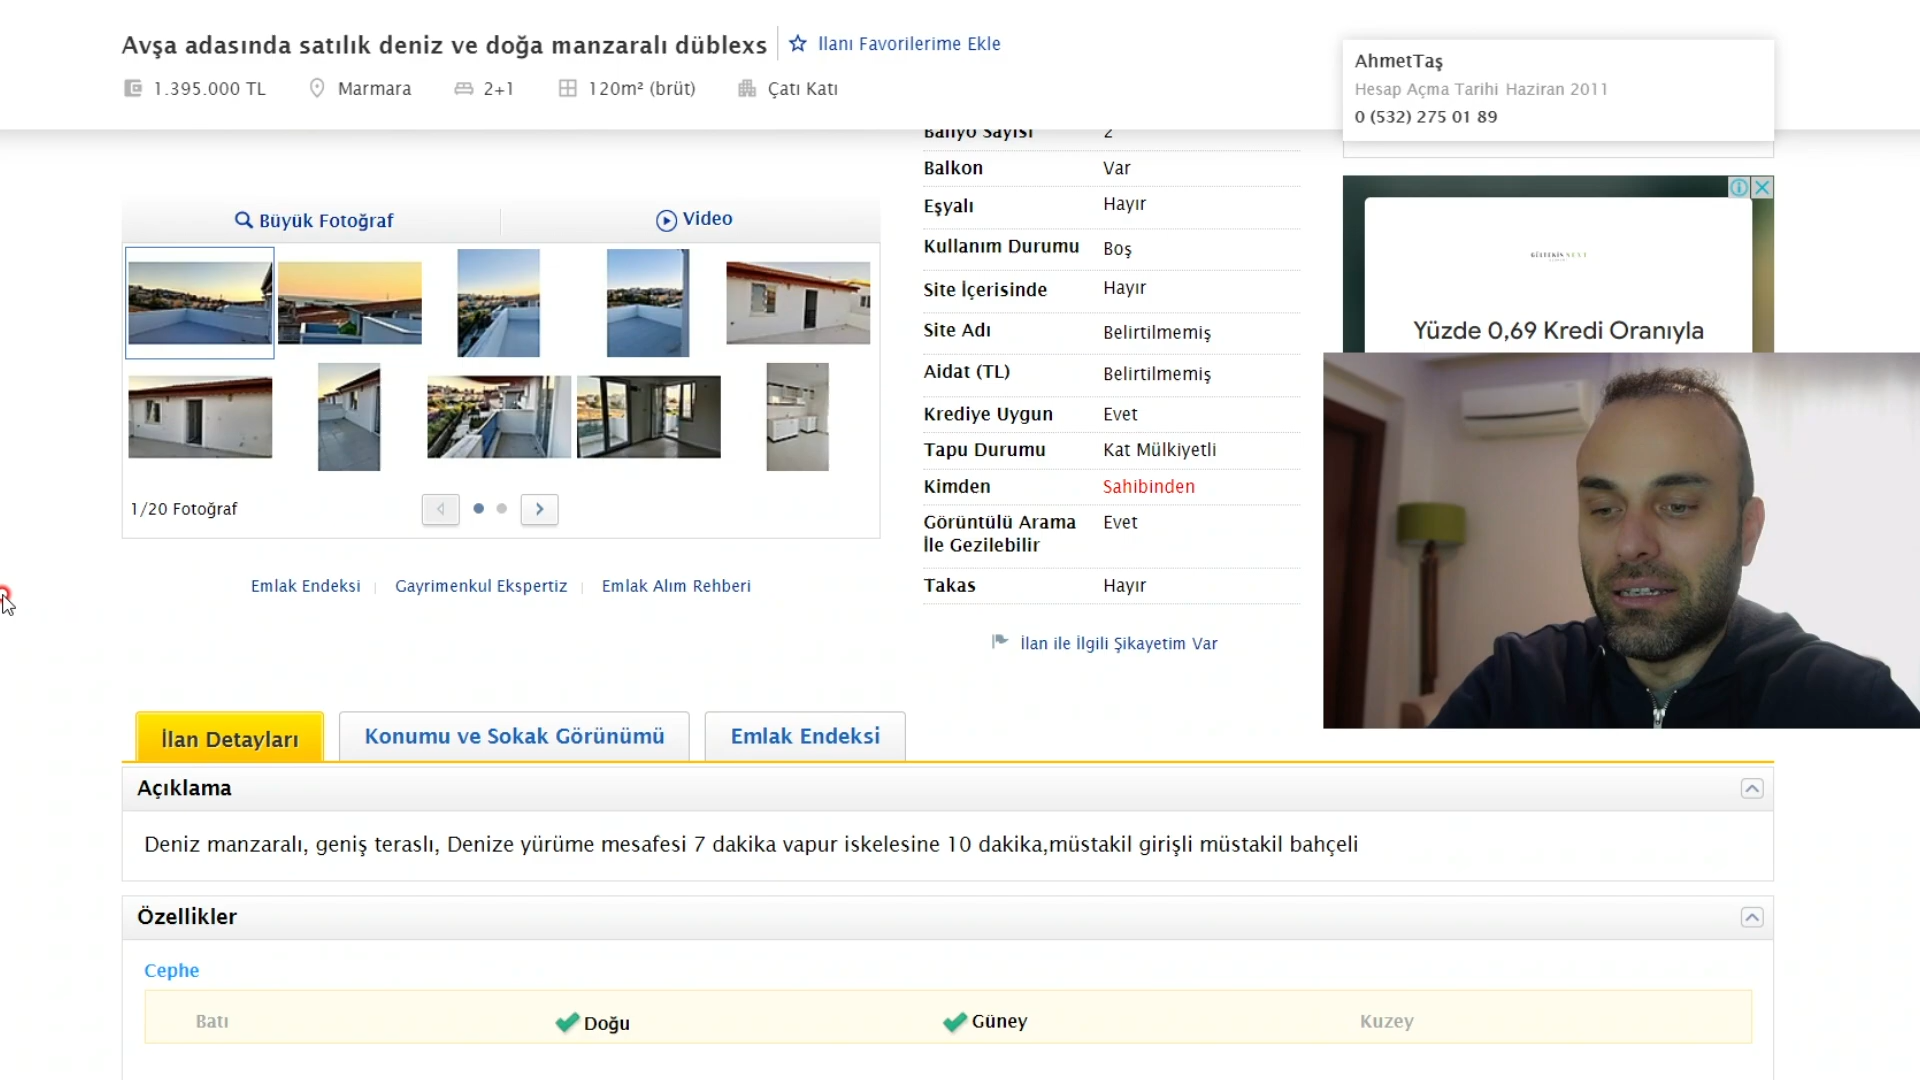 Avşa adasında satılık deniz ve doğa manzaralı düblexs
İlanı Favorilerime Ekle
1.395.000 TL
Marmara
2+1
120m² (brüt)
Çatı Katı
AhmetTaş
Hesap Açma Tarihi Haziran 2011
0 (532) 275 01 89
Büyük Fotoğraf
Video
1/20 Fotoğraf
Emlak Endeksi
Gayrimenkul Ekspertiz
Emlak Alım Rehberi
Banyo Sayısı 2
Balkon Var
Eşyalı Hayır
Kullanım Durumu Boş
Site İçerisinde Hayır
Site Adı Belirtilmemiş
Aidat (TL) Belirtilmemiş
Krediye Uygun Evet
Tapu Durumu Kat Mülkiyetli
Kimden Sahibinden
Görüntülü Arama Evet
İle Gezilebilir
Takas Hayır
İlan ile İlgili Şikayetim Var
Yüzde 0,69 Kredi Oranıyla
İlan Detayları
Konumu ve Sokak Görünümü
Emlak Endeksi
Açıklama
Deniz manzaralı, geniş teraslı, Denize yürüme mesafesi 7 dakika vapur iskelesine 10 dakika,müstakil girişli müstakil bahçeli
Özellikler
Cephe
Batı
Doğu
Güney
Kuzey